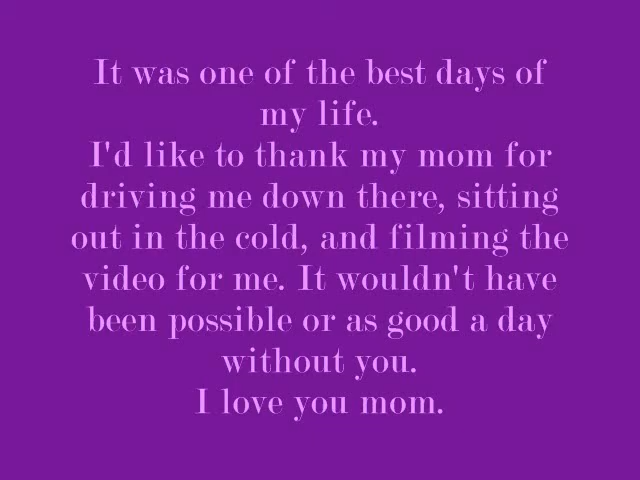 It was one of the best days of
my life.
I'd like to thank my mom for
driving me down there, sitting
out in the cold, and filming the
video for me. It wouldn't have
been possible or as good a day
without you.
I love you mom.